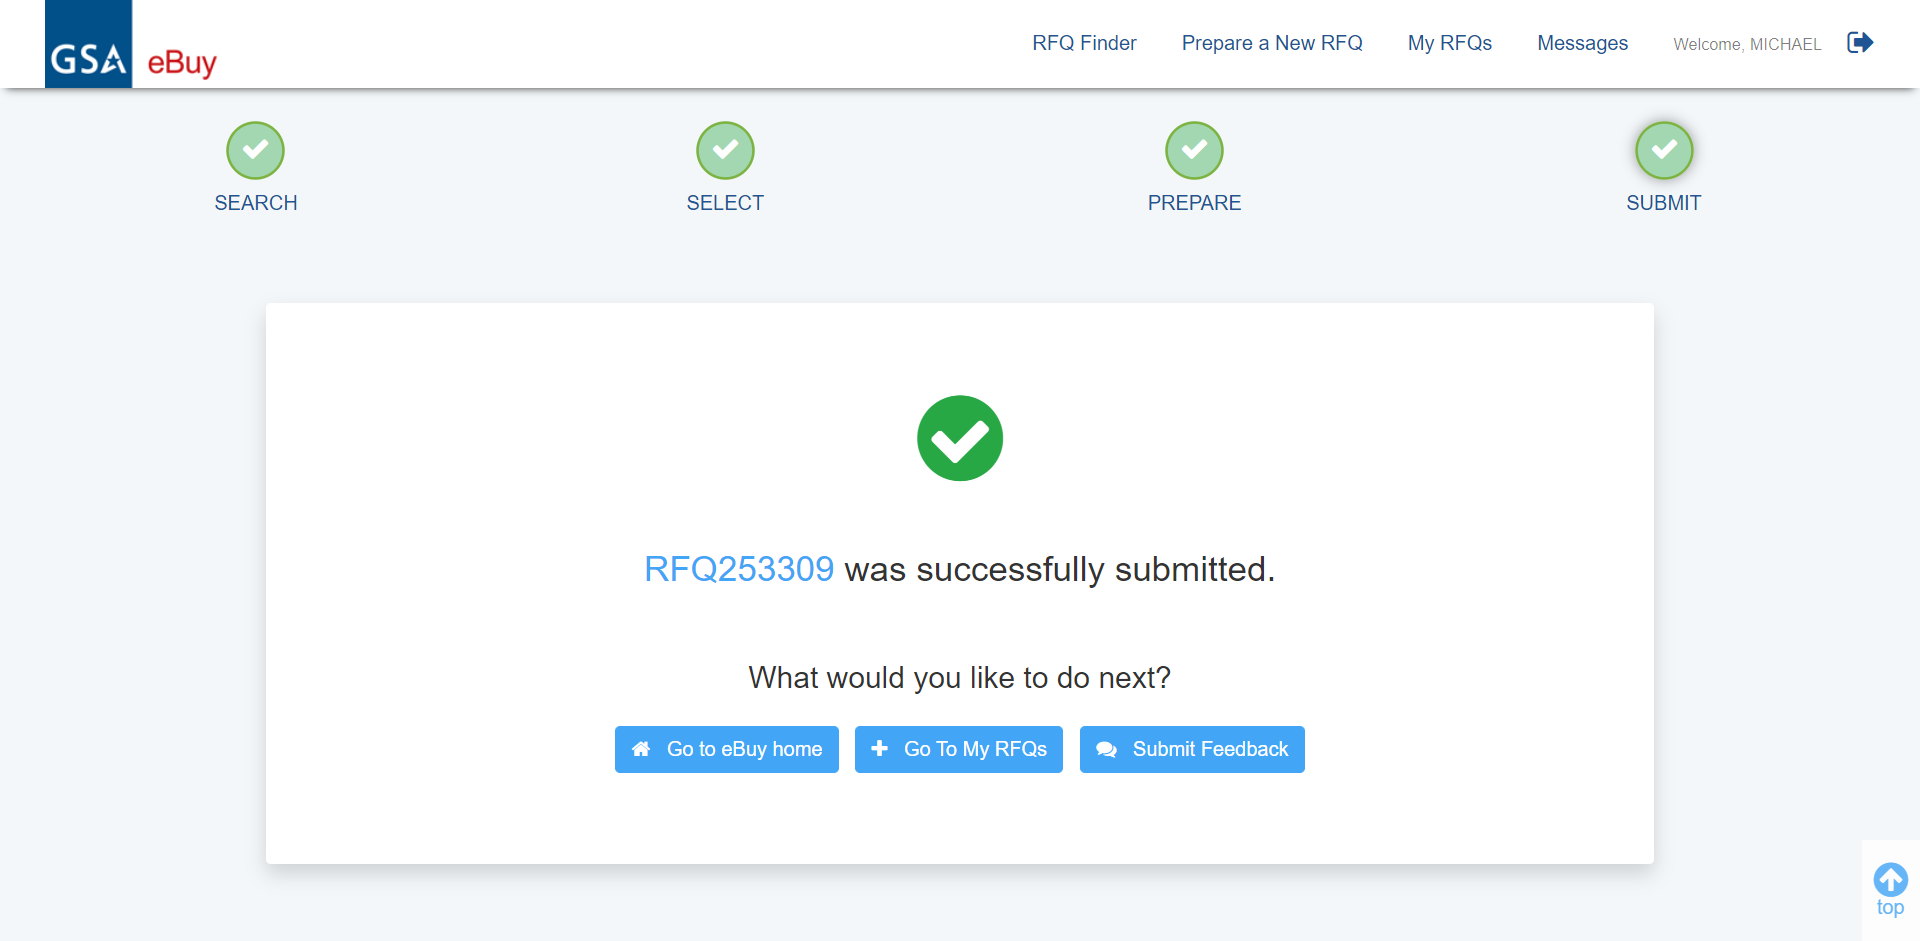 GSA eBuy
RFQ Finder Prepare a New RFQ My RFQs Messages Welcome, MICHAEL
SEARCH SELECT PREPARE SUBMIT
RFQ253309 was successfully submitted.
What would you like to do next?
Go to eBuy home Go To My RFQs Submit Feedback
top